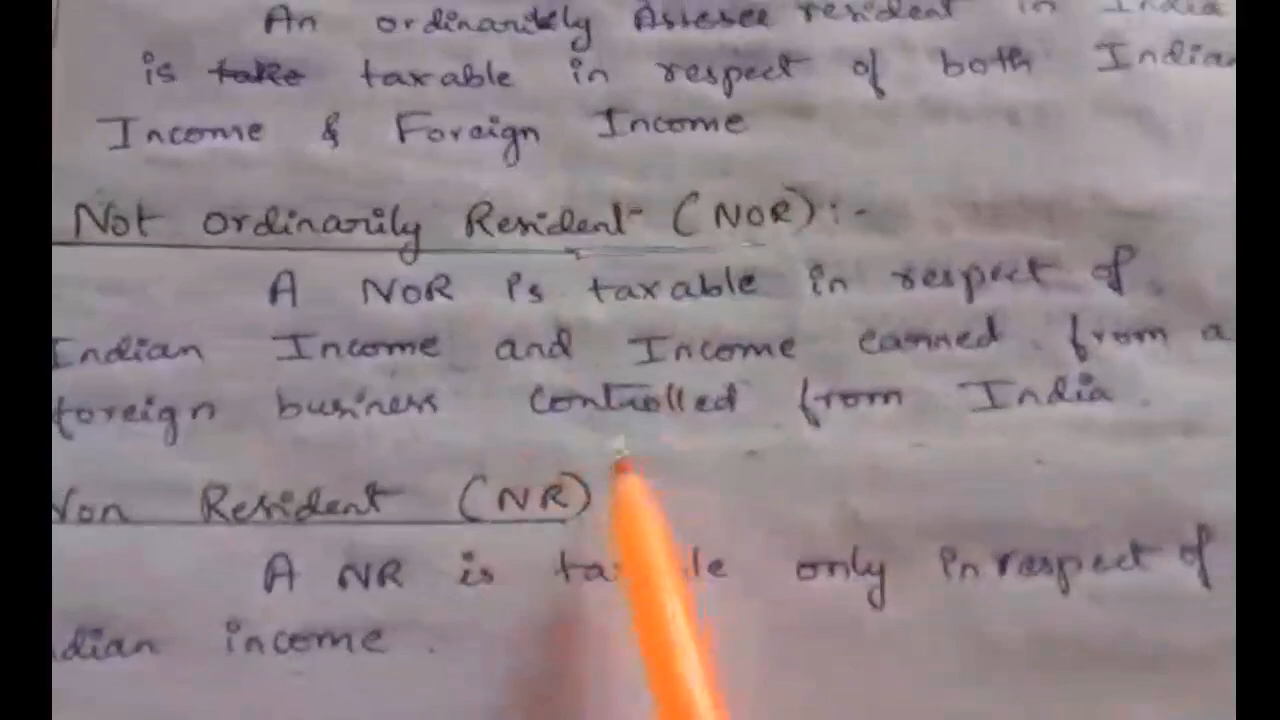 An ordinarily Assesee resident in India
is take taxable in respect of both Indian
Income & Foreign Income
Not Ordinarily Resident (NOR):-
A NOR is taxable in respect of
Indian Income and Income earned from a
foreign business controlled from India.
Non Resident (NR)
A NR is only in respect of
dian income.